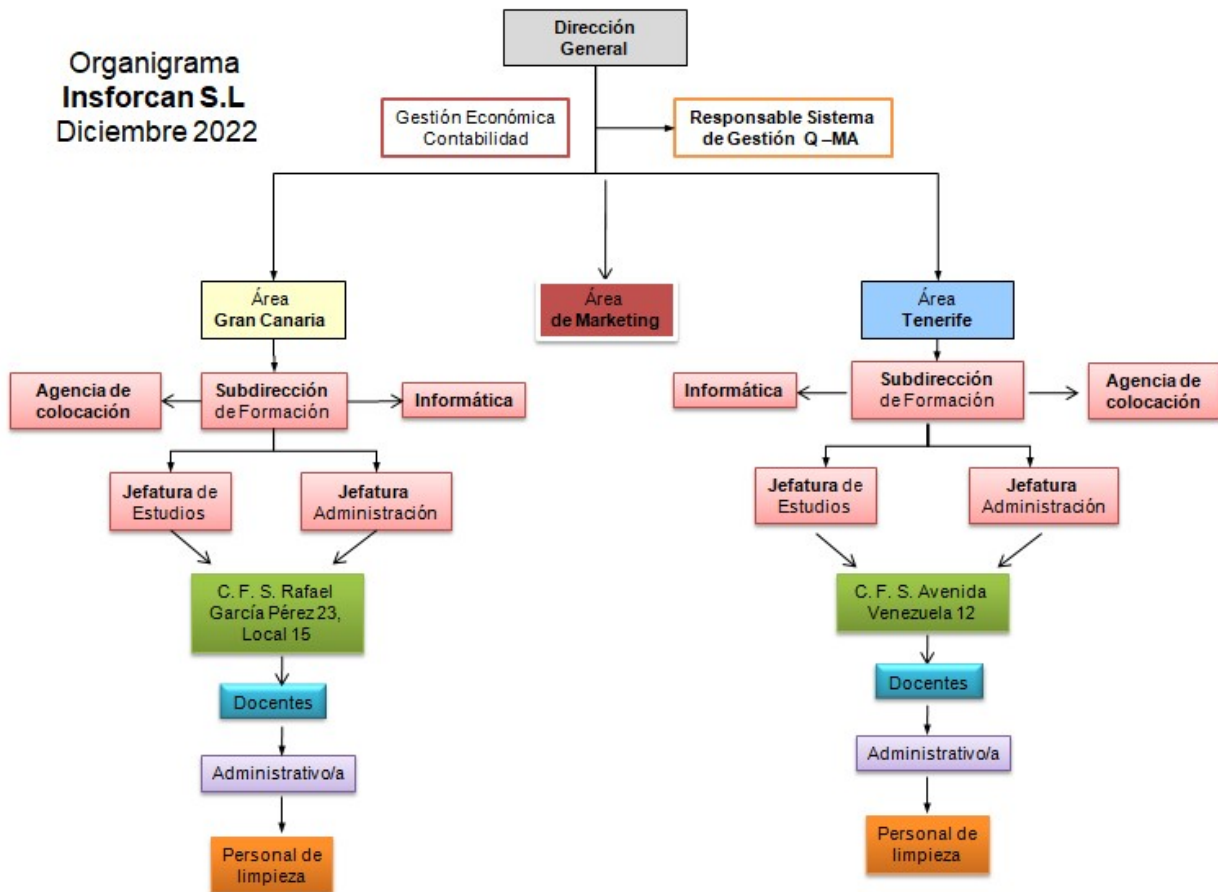 Organigrama
Insforcan S.L
Diciembre 2022
Dirección
General
Gestión Económica
Contabilidad
Responsable Sistema
de Gestión Q –MA
Área
Gran Canaria
Área
de Marketing
Área
Tenerife
Agencia de
colocación
Subdirección
de Formación
Informática
Informática
Subdirección
de Formación
Agencia de
colocación
Jefatura de
Estudios
Jefatura
Administración
Jefatura de
Estudios
Jefatura
Administración
C. F. S. Rafael
García Pérez 23,
Local 15
C. F. S. Avenida
Venezuela 12
Docentes
Docentes
Administrativo/a
Administrativo/a
Personal de
limpieza
Personal de
limpieza